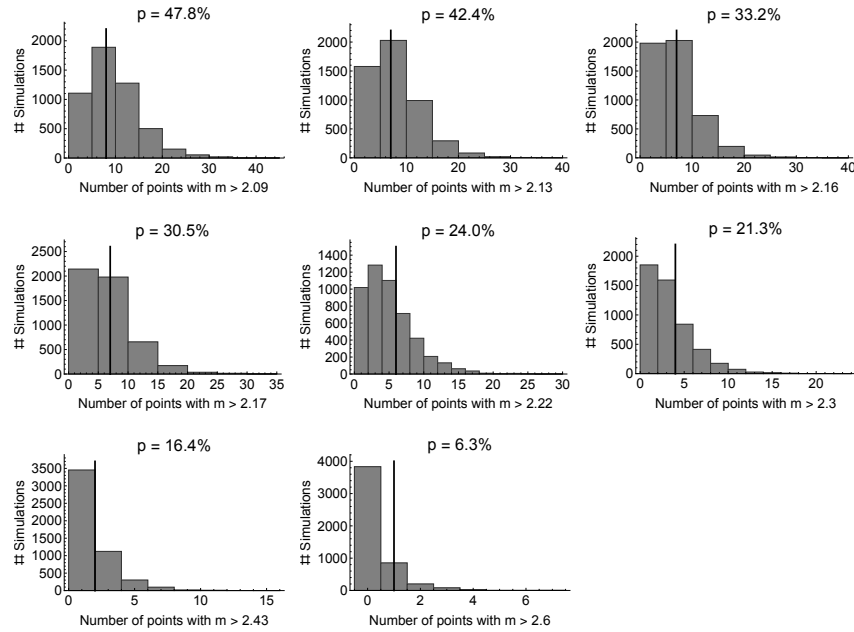 p = 47.8%
2000
1500
1000
500
0
0 10 20 30 40
# Simulations
Number of points with m > 2.09
p = 42.4%
2000
1500
1000
500
0
0 10 20 30 40
# Simulations
Number of points with m > 2.13
p = 33.2%
2000
1500
1000
500
0
0 10 20 30 40
# Simulations
Number of points with m > 2.16
p = 30.5%
2500
2000
1500
1000
500
0
0 5 10 15 20 25 30 35
# Simulations
Number of points with m > 2.17
p = 24.0%
1400
1200
1000
800
600
400
200
0
0 5 10 15 20 25 30
# Simulations
Number of points with m > 2.22
p = 21.3%
2000
1500
1000
500
0
0 5 10 15 20
# Simulations
Number of points with m > 2.3
p = 16.4%
3500
3000
2500
2000
1500
1000
500
0
0 5 10 15
# Simulations
Number of points with m > 2.43
p = 6.3%
4000
3000
2000
1000
0
0 2 4 6
# Simulations
Number of points with m > 2.6